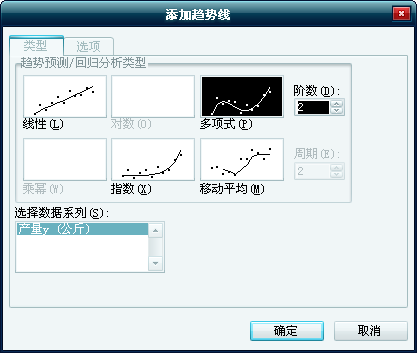 添加趋势线
类型 选项
趋势预测/回归分析类型
线性(L) 对数(O) 多项式(P) 阶数(D):
2
乘幂(W) 指数(X) 移动平均(M) 周期(E):
2
选择数据系列(S):
产量y (公斤)
确定 取消